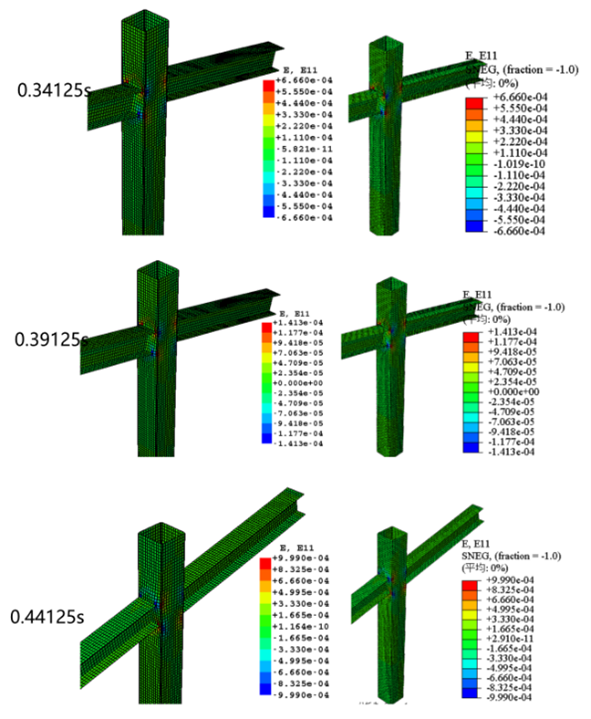 0.34125s
E, E11
+6.660e-04
+5.550e-04
+4.440e-04
+3.330e-04
+2.220e-04
+1.110e-04
-5.821e-11
-1.110e-04
-2.220e-04
-3.330e-04
-4.440e-04
-5.550e-04
-6.660e-04
E, E11
SNEG, (fraction = -1.0)
(平均: 0%)
+6.660e-04
+5.550e-04
+4.440e-04
+3.330e-04
+2.220e-04
+1.110e-04
-1.019e-10
-1.110e-04
-2.220e-04
-3.330e-04
-4.440e-04
-5.550e-04
-6.660e-04
0.39125s
E, E11
+1.413e-04
+1.177e-04
+9.418e-05
+7.063e-05
+4.709e-05
+2.354e-05
+0.000e+00
-2.354e-05
-4.709e-05
-7.063e-05
-9.418e-05
-1.177e-04
-1.413e-04
E, E11
SNEG, (fraction = -1.0)
(平均: 0%)
+1.413e-04
+1.177e-04
+9.418e-05
+7.063e-05
+4.709e-05
+2.354e-05
+0.000e+00
-2.354e-05
-4.709e-05
-7.063e-05
-9.418e-05
-1.177e-04
-1.413e-04
0.44125s
E, E11
+9.990e-04
+8.325e-04
+6.660e-04
+4.995e-04
+3.330e-04
+1.665e-04
+1.164e-10
-1.665e-04
-3.330e-04
-4.995e-04
-6.660e-04
-8.325e-04
-9.990e-04
E, E11
SNEG, (fraction = -1.0)
(平均: 0%)
+9.990e-04
+8.325e-04
+6.660e-04
+4.995e-04
+3.330e-04
+1.665e-04
+2.910e-11
-1.665e-04
-3.330e-04
-4.995e-04
-6.660e-04
-8.325e-04
-9.990e-04